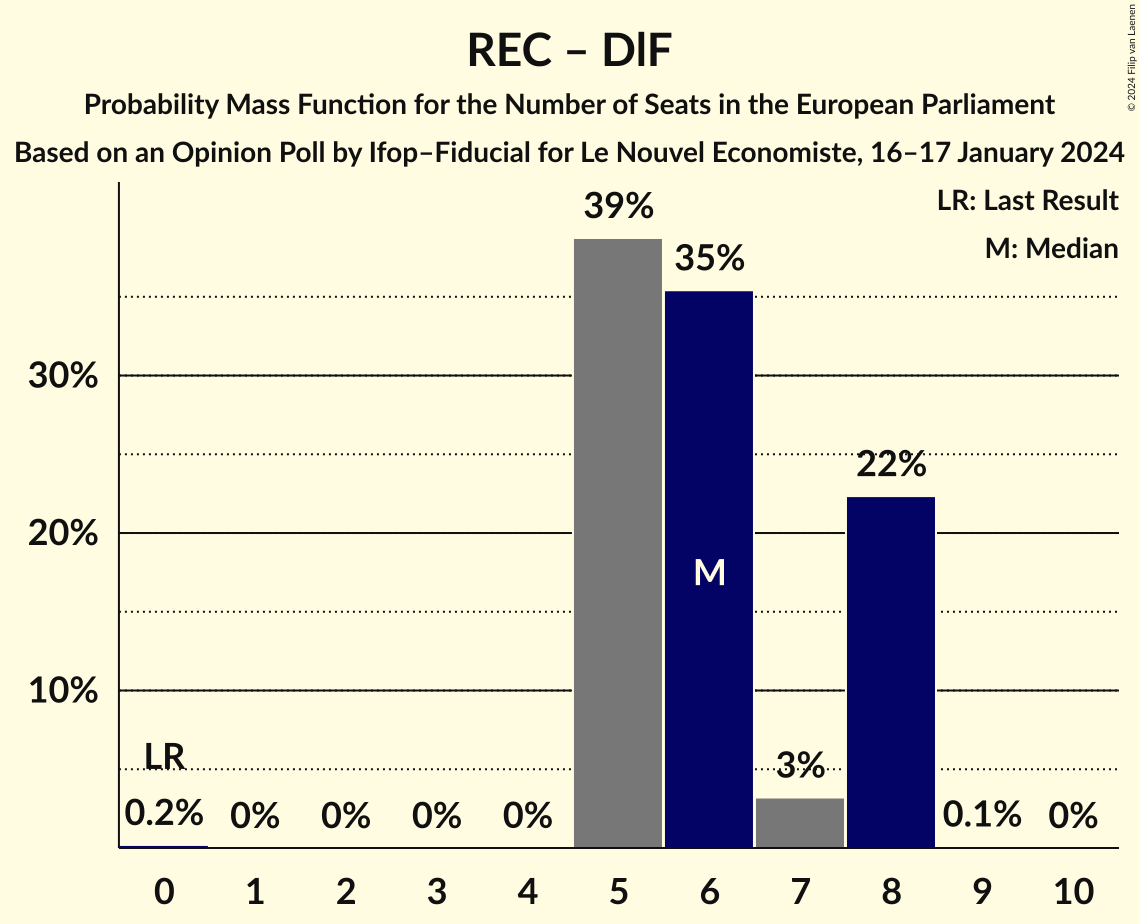 REC – DlF
Probability Mass Function for the Number of Seats in the European Parliament
Based on an Opinion Poll by Ifop–Fiducial for Le Nouvel Economiste, 16–17 January 2024
© 2024 Filip van Laenen
LR: Last Result
M: Median
39%
35%
30%
22%
20%
M
10%
LR
3%
0.2% 0% 0% 0% 0% 0.1% 0%
0 1 2 3 4 5 6 7 8 9 10